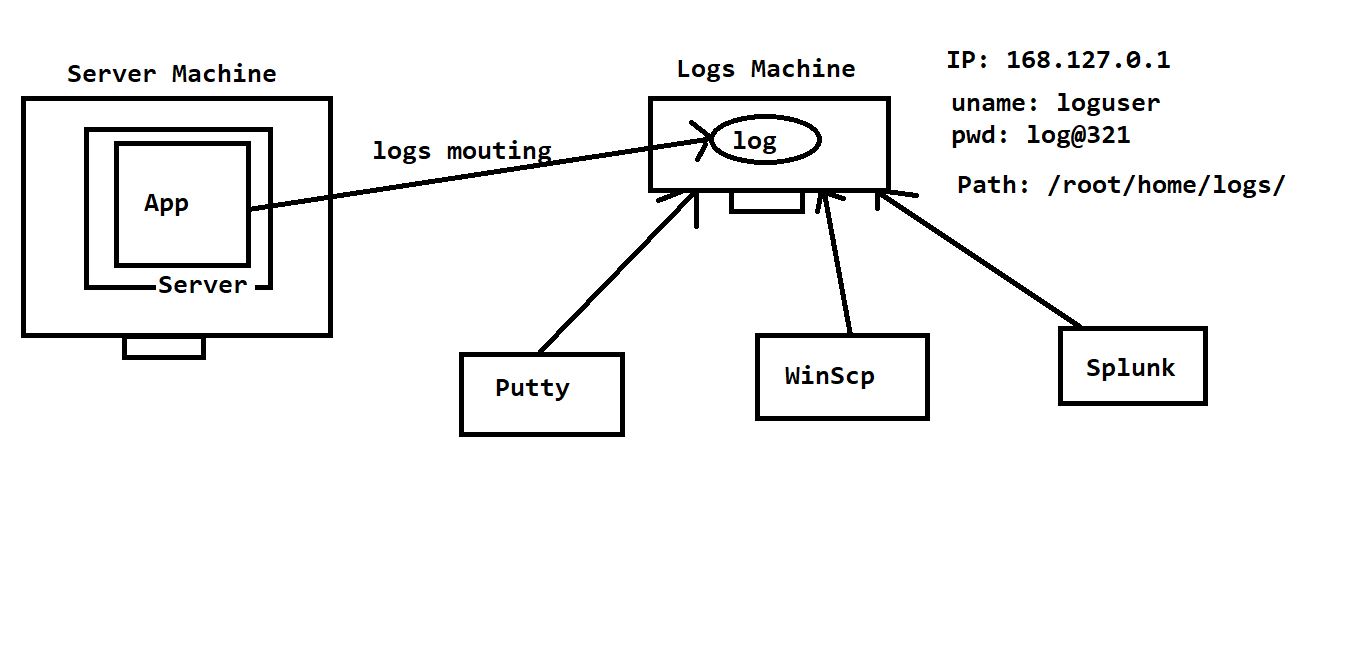 Server Machine
App
Server
logs mouting
Logs Machine
log
IP: 168.127.0.1
uname: loguser
pwd: log@321
Path: /root/home/logs/
Putty
WinScp
Splunk